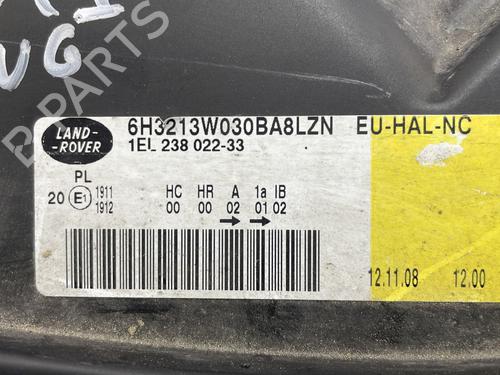 B-PARTS
LAND-ROVER
6H3213W030BA8LZN EU-HAL-NC
1EL 238 022-33
PL
20 E1 1911
1912
HC HR A 1a IB
00 00 02 01 02
12.11.08 12.00